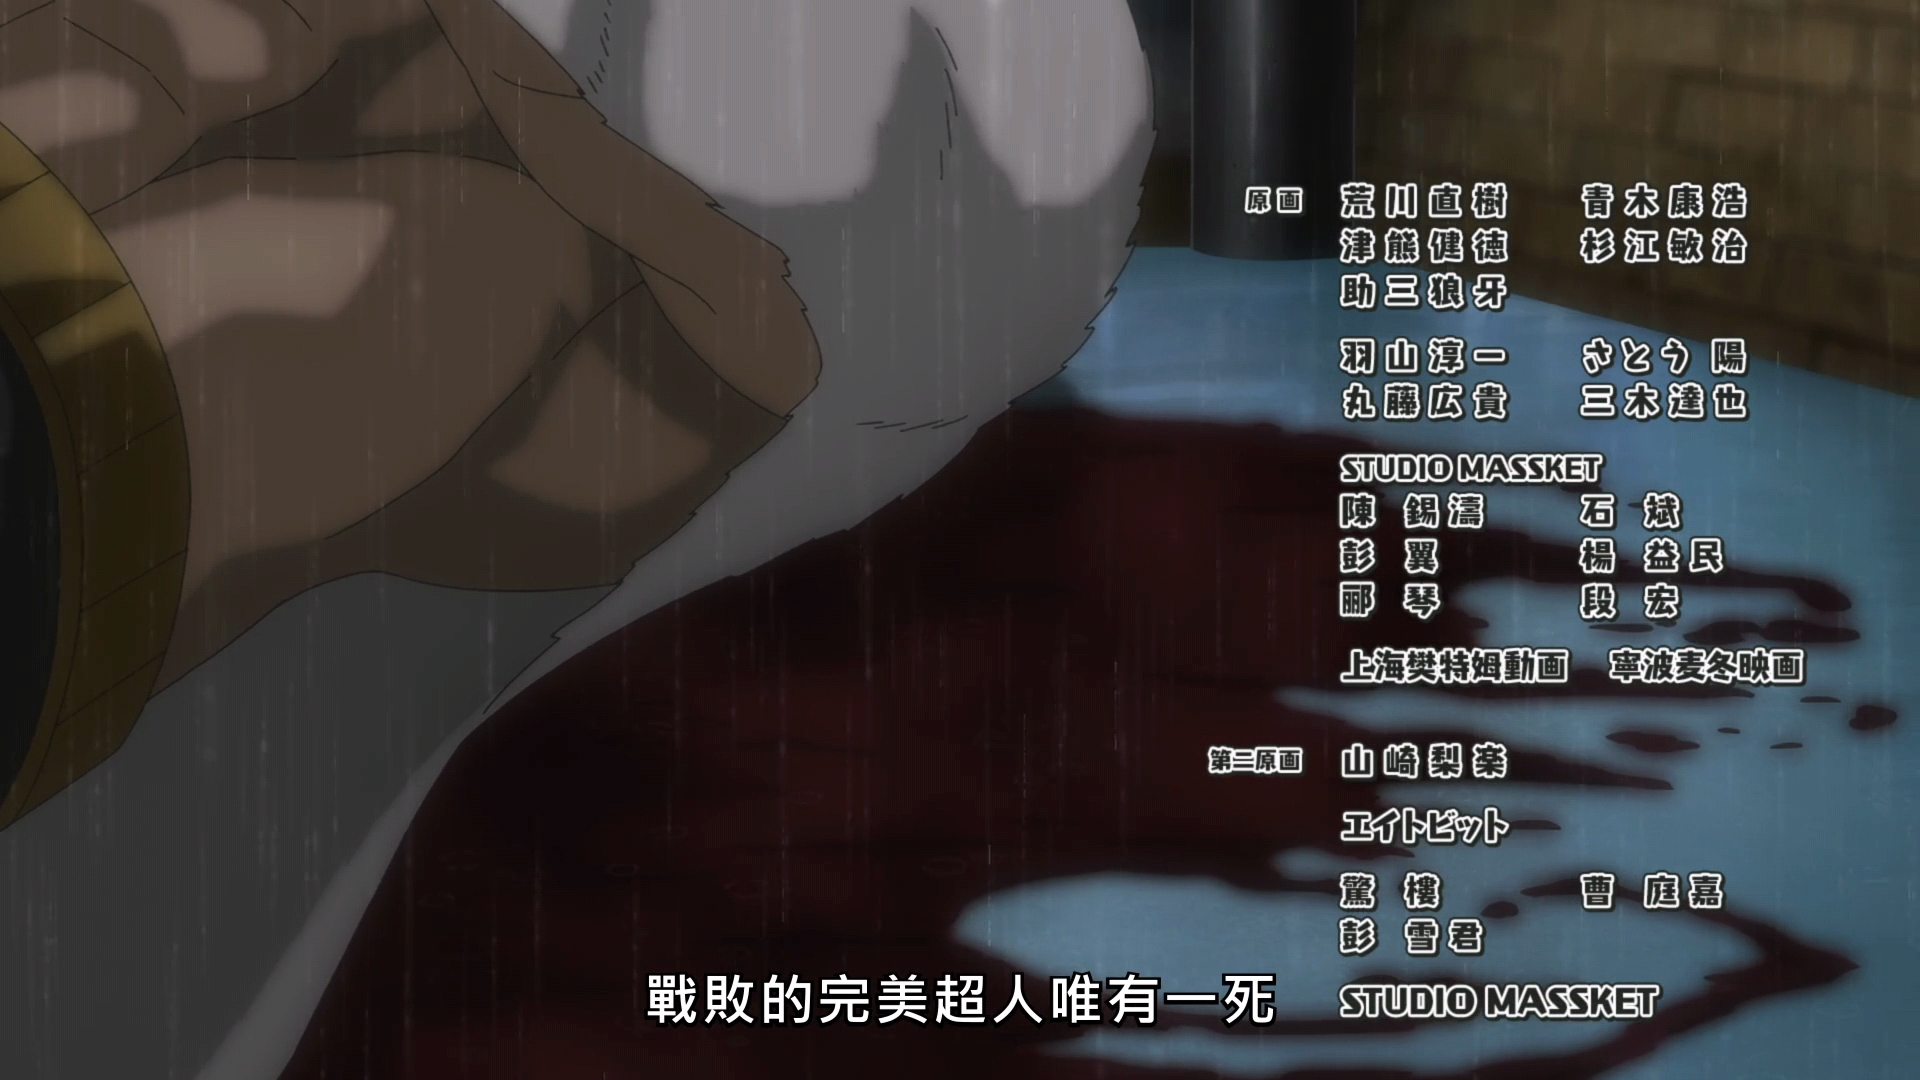 原画 荒川直樹 青木康浩
津熊健徳 杉江敏治
助三狼牙
羽山淳一 さとう 陽
丸藤広貴 三木達也
STUDIO MASSKET
陳 錫濤 石 斌
彭 翼 楊 益民
郦 琴 段 宏
上海樊特姆動画 寧波麦冬映画
第二原画 山崎梨楽
エイトビット
驚 樓 曹 庭嘉
彭 雪君
STUDIO MASSKET
戰敗的完美超人唯有一死